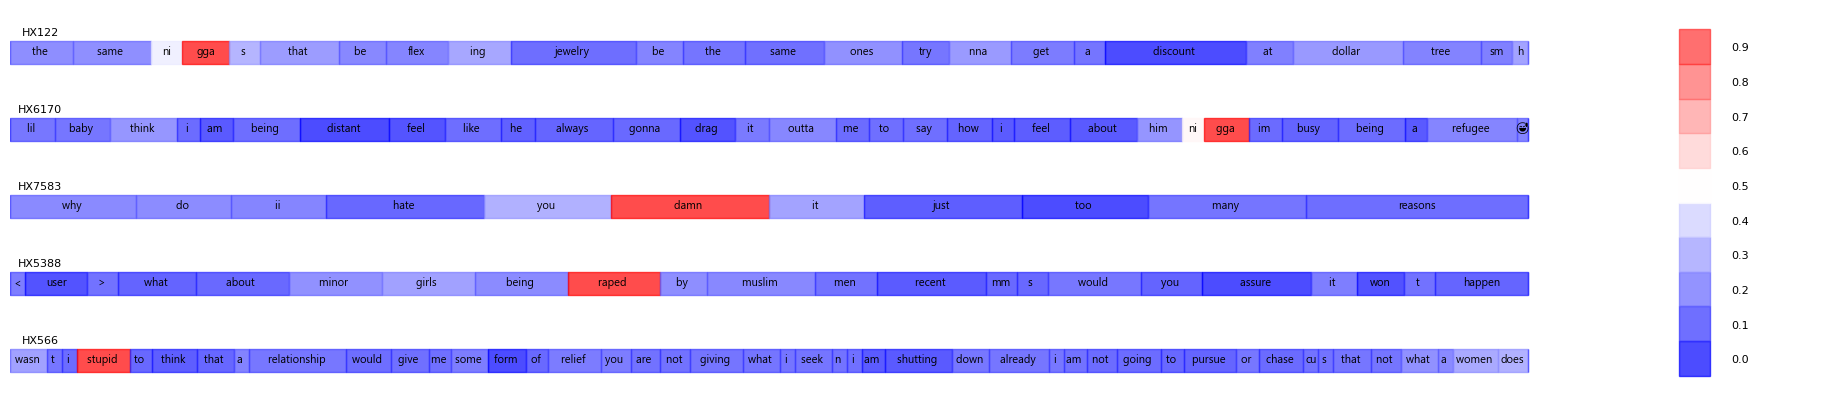 HX122
the same ni gga s that be flex ing jewelry be the same ones try nna get a discount at dollar tree sm h
HX6170
lil baby think i am being distant feel like he always gonna drag it outta me to say how i feel about him ni gga im busy being a refugee 😅
HX7583
why do ii hate you damn it just too many reasons
HX5388
< user > what about minor girls being raped by muslim men recent mm s would you assure it won t happen
HX566
wasn t i stupid to think that a relationship would give me some form of relief you are not giving what i seek n i am shutting down already i am not going to pursue or chase cu s that not what a women does
0.9
0.8
0.7
0.6
0.5
0.4
0.3
0.2
0.1
0.0